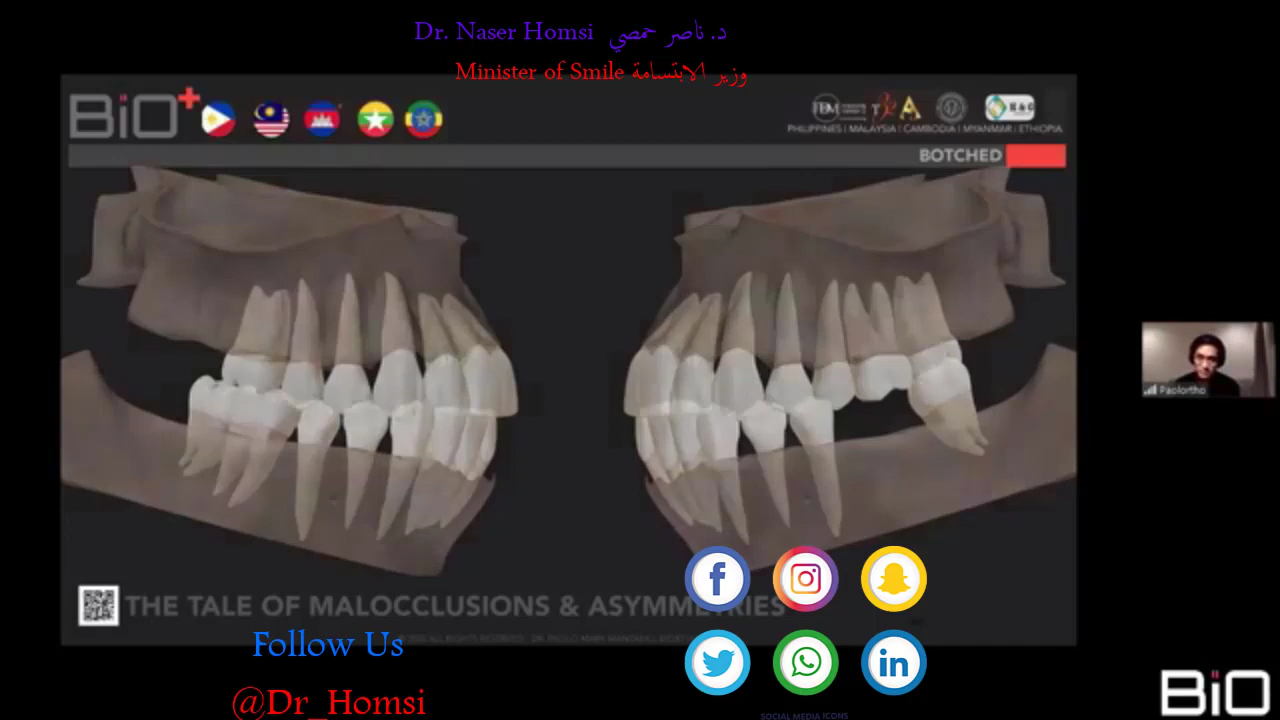 Dr. Naser Homsi د. ناصر حمصي
Minister of Smile وزير الابتسامة
BiO+
PHILIPPINES | MALAYSIA | CAMBODIA | MYANMAR | ETHIOPIA
BOTCHED
Paolortho
THE TALE OF MALOCCLUSIONS & ASYMMETRIES
Follow Us
@Dr_Homsi
SOCIAL MEDIA ICONS
BiO